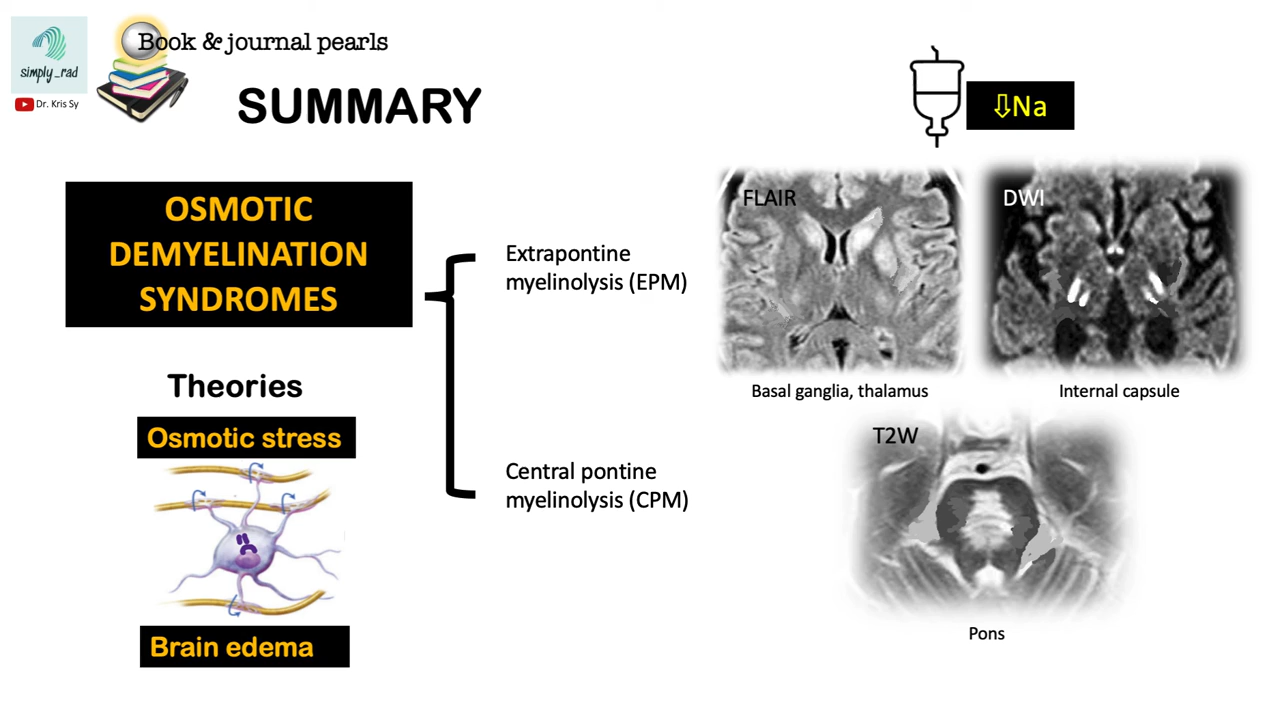 simply_rad
Dr. Kris Sy
Book & journal pearls
SUMMARY
⇩Na
OSMOTIC
DEMYELINATION
SYNDROMES
Extrapontine
myelinolysis (EPM)
FLAIR
DWI
Basal ganglia, thalamus
Internal capsule
Theories
Osmotic stress
Central pontine
myelinolysis (CPM)
T2W
Brain edema
Pons